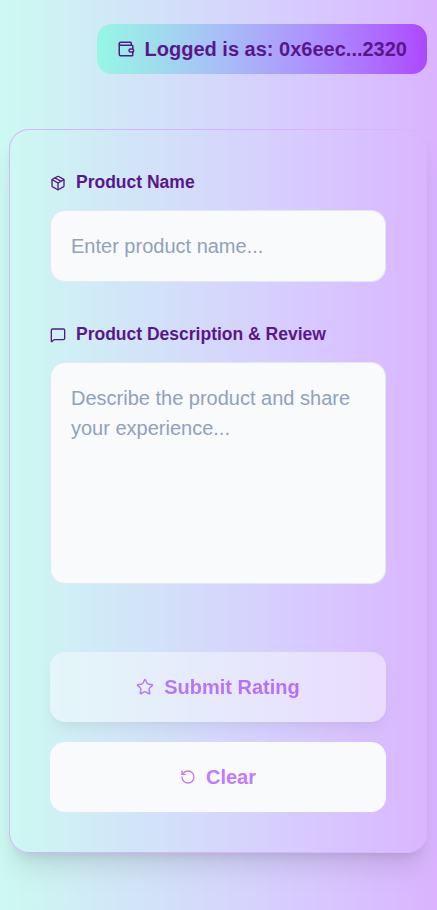 Logged is as: 0x6eec...2320
Product Name
Enter product name...
Product Description & Review
Describe the product and share
your experience...
Submit Rating
Clear